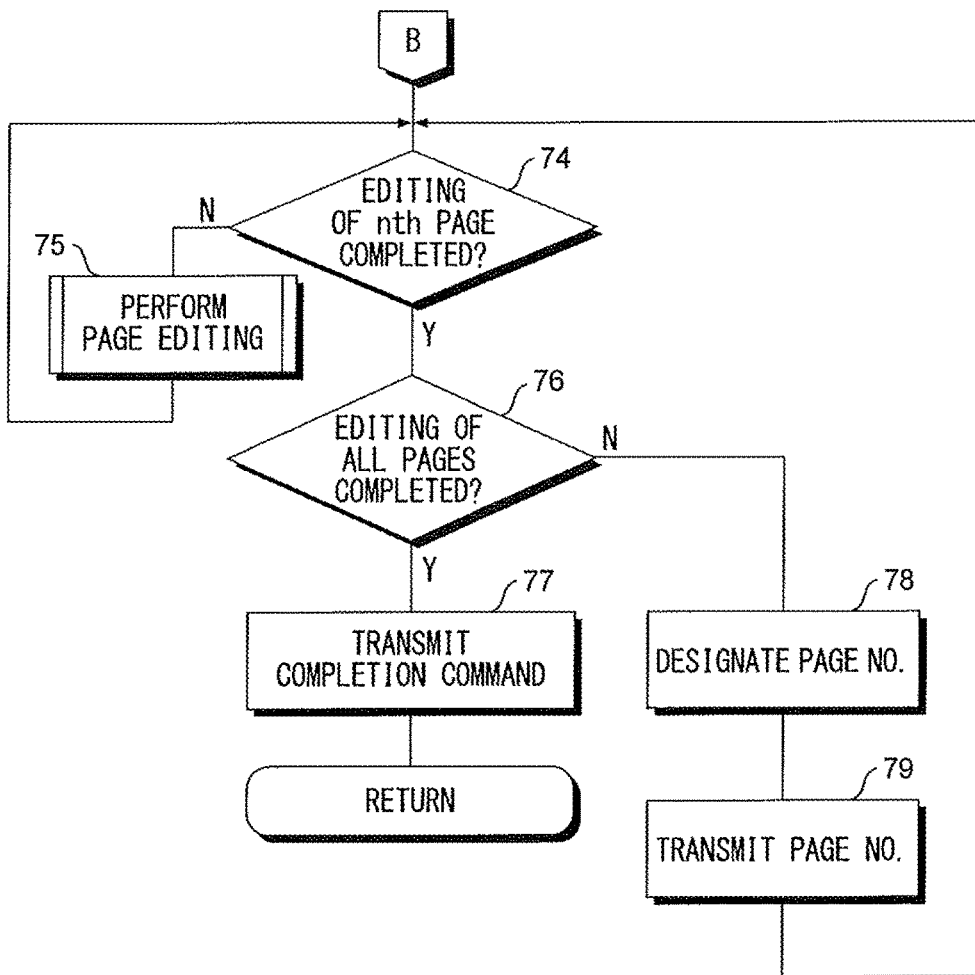 B
74
EDITING
OF nth PAGE
COMPLETED?
N
75
PERFORM
PAGE EDITING
Y
76
EDITING OF
ALL PAGES
COMPLETED?
N
Y
77
TRANSMIT
COMPLETION COMMAND
78
DESIGNATE PAGE NO.
RETURN
79
TRANSMIT PAGE NO.